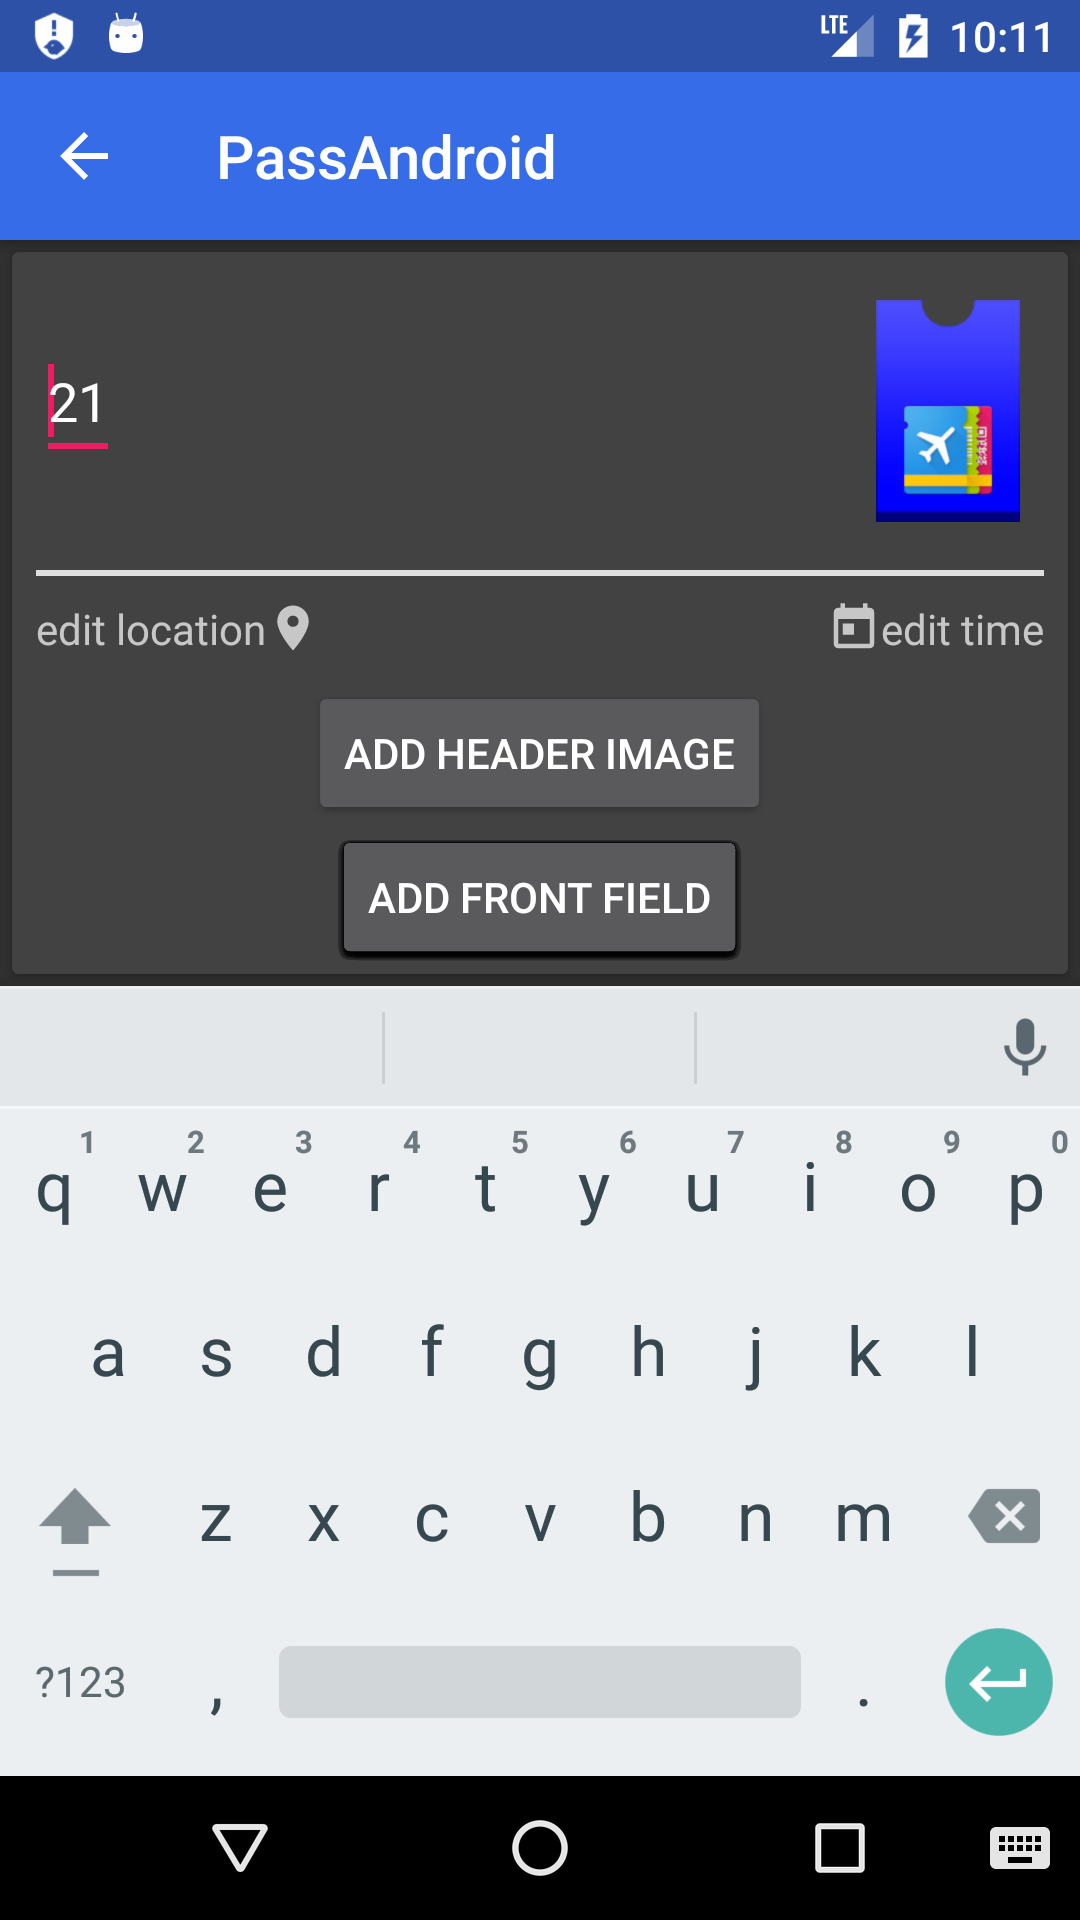 LTE 10:11
PassAndroid
21
edit location edit time
ADD HEADER IMAGE
ADD FRONT FIELD
1 2 3 4 5 6 7 8 9 0
q w e r t y u i o p
a s d f g h j k l
z x c v b n m
?123 , .